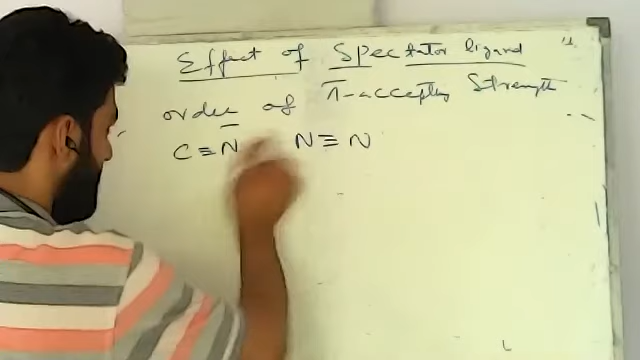 Effect of Spectator ligand
order of π-accepting Strength
C≡N N≡N